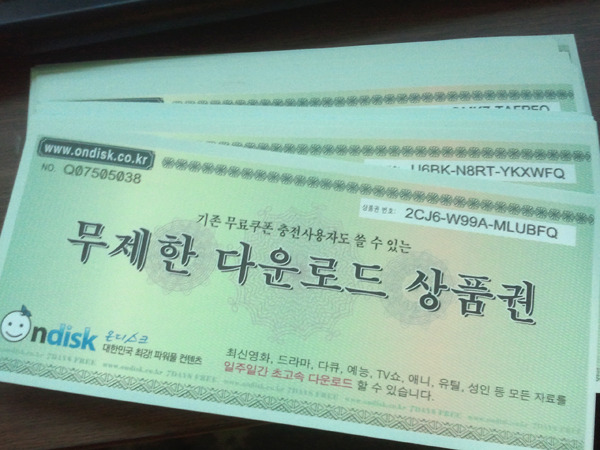 U6BK-N8RT-YKXWFQ
www.ondisk.co.kr
NO. Q07505038
상품권 번호: 2CJ6-W99A-MLUBFQ
기존 무료쿠폰 충전사용자도 쓸 수 있는
무제한 다운로드 상품권
ondisk 온디스크
대한민국 최강! 파워풀 컨텐츠
최신영화, 드라마, 다큐, 예능, TV쇼, 애니, 유틸, 성인 등 모든 자료를
일주일간 초고속 다운로드 할 수 있습니다.